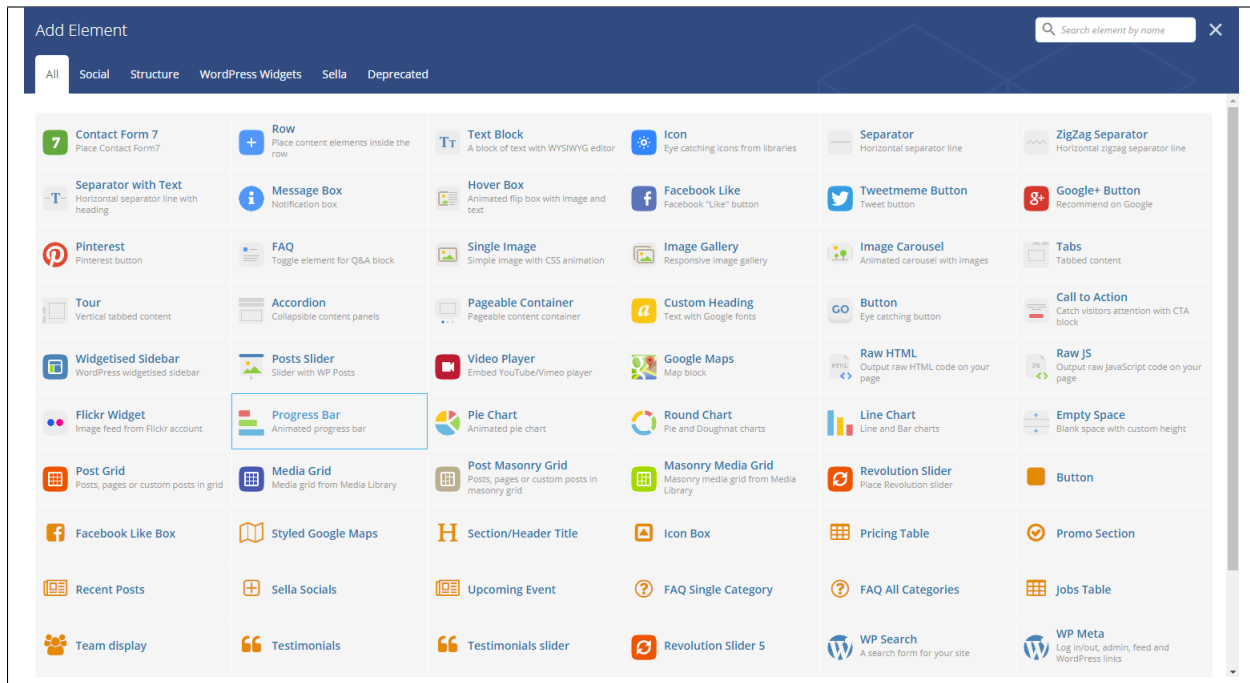 Add Element
Search element by name
All Social Structure WordPress Widgets Sella Deprecated
7
Contact Form 7
Place Contact Form7
Row
Place content elements inside the
row
TT
Text Block
A block of text with WYSIWYG editor
Icon
Eye catching icons from libraries
Separator
Horizontal separator line
ZigZag Separator
Horizontal zigzag separator line
T
Separator with Text
Horizontal separator line with
heading
i
Message Box
Notification box
Hover Box
Animated flip box with image and
text
f
Facebook Like
Facebook "Like" button
Tweetmeme Button
Tweet button
g+
Google+ Button
Recommend on Google
Pinterest
Pinterest button
FAQ
Toggle element for Q&A block
Single Image
Simple image with CSS animation
Image Gallery
Responsive image gallery
Image Carousel
Animated carousel with images
Tabs
Tabbed content
Tour
Vertical tabbed content
Accordion
Collapsible content panels
Pageable Container
Pageable content container
a
Custom Heading
Text with Google fonts
GO
Button
Eye catching button
Call to Action
Catch visitors attention with CTA
block
Widgetised Sidebar
WordPress widgetised sidebar
Posts Slider
Slider with WP Posts
Video Player
Embed YouTube/Vimeo player
Google Maps
Map block
HTML
Raw HTML
Output raw HTML code on your
page
JS
Raw JS
Output raw JavaScript code on your
page
Flickr Widget
Image feed from Flickr account
Progress Bar
Animated progress bar
Pie Chart
Animated pie chart
Round Chart
Pie and Doughnat charts
Line Chart
Line and Bar charts
Empty Space
Blank space with custom height
Post Grid
Posts, pages or custom posts in grid
Media Grid
Media grid from Media Library
Post Masonry Grid
Posts, pages or custom posts in
masonry grid
Masonry Media Grid
Masonry media grid from Media
Library
Revolution Slider
Place Revolution slider
Button
f
Facebook Like Box
Styled Google Maps
H
Section/Header Title
Icon Box
Pricing Table
Promo Section
Recent Posts
Sella Socials
Upcoming Event
?
FAQ Single Category
?
FAQ All Categories
Jobs Table
Team display
Testimonials
Testimonials slider
Revolution Slider 5
WP Search
A search form for your site
WP Meta
Log in/out, admin, feed and
WordPress links